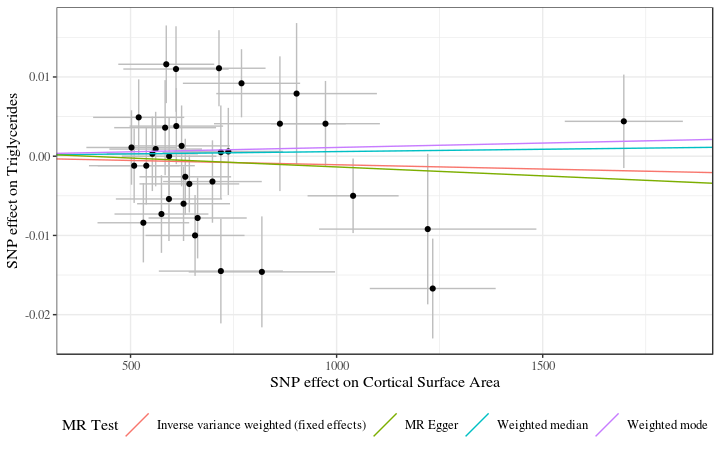 SNP effect on Triglycerides
0.01
0.00
-0.01
-0.02
500
1000
1500
SNP effect on Cortical Surface Area
MR Test
Inverse variance weighted (fixed effects)
MR Egger
Weighted median
Weighted mode